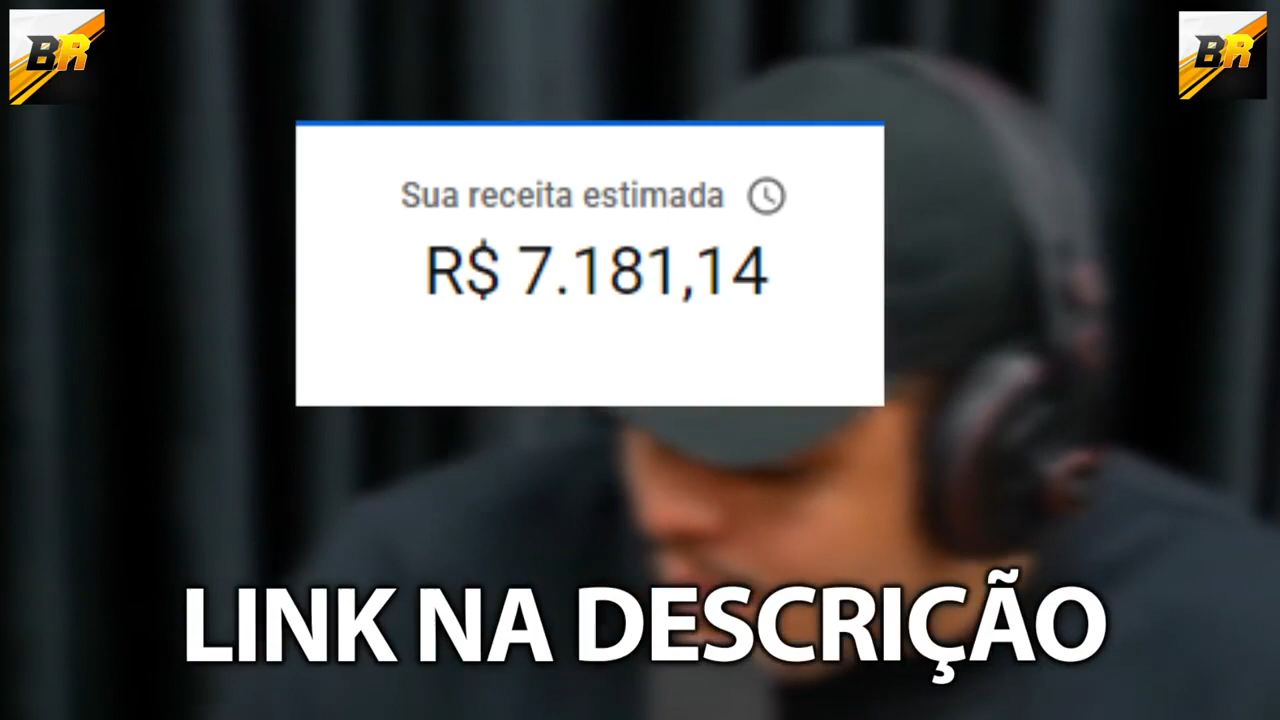 BR
BR
Sua receita estimada
R$ 7.181,14
LINK NA DESCRIÇÃO